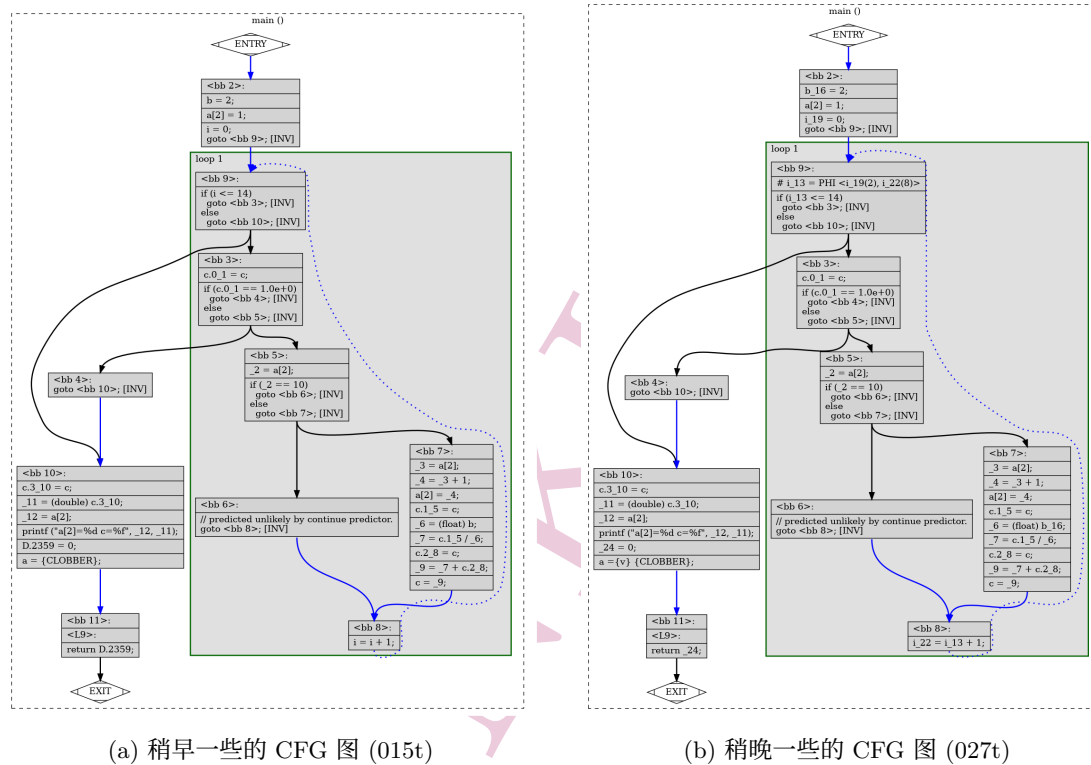 main ()
ENTRY
<bb 2>:
b = 2;
a[2] = 1;
i = 0;
goto <bb 9>; [INV]
loop 1
<bb 9>:
if (i <= 14)
goto <bb 3>; [INV]
else
goto <bb 10>; [INV]
<bb 3>:
c.0_1 = c;
if (c.0_1 == 1.0e+0)
goto <bb 4>; [INV]
else
goto <bb 5>; [INV]
<bb 4>:
goto <bb 10>; [INV]
<bb 5>:
_2 = a[2];
if (_2 == 10)
goto <bb 6>; [INV]
else
goto <bb 7>; [INV]
<bb 10>:
c.3_10 = c;
_11 = (double) c.3_10;
_12 = a[2];
printf ("a[2]=%d c=%f", _12, _11);
D.2359 = 0;
a = {CLOBBER};
<bb 6>:
// predicted unlikely by continue predictor.
goto <bb 8>; [INV]
<bb 7>:
_3 = a[2];
_4 = _3 + 1;
a[2] = _4;
c.1_5 = c;
_6 = (float) b;
_7 = c.1_5 / _6;
c.2_8 = c;
_9 = _7 + c.2_8;
c = _9;
<bb 8>:
i = i + 1;
<bb 11>:
<L9>:
return D.2359;
EXIT
(a) 稍早一些的 CFG 图 (015t)
main ()
ENTRY
<bb 2>:
b_16 = 2;
a[2] = 1;
i_19 = 0;
goto <bb 9>; [INV]
loop 1
<bb 9>:
# i_13 = PHI <i_19(2), i_22(8)>
if (i_13 <= 14)
goto <bb 3>; [INV]
else
goto <bb 10>; [INV]
<bb 3>:
c.0_1 = c;
if (c.0_1 == 1.0e+0)
goto <bb 4>; [INV]
else
goto <bb 5>; [INV]
<bb 4>:
goto <bb 10>; [INV]
<bb 5>:
_2 = a[2];
if (_2 == 10)
goto <bb 6>; [INV]
else
goto <bb 7>; [INV]
<bb 10>:
c.3_10 = c;
_11 = (double) c.3_10;
_12 = a[2];
printf ("a[2]=%d c=%f", _12, _11);
_24 = 0;
a ={v} {CLOBBER};
<bb 6>:
// predicted unlikely by continue predictor.
goto <bb 8>; [INV]
<bb 7>:
_3 = a[2];
_4 = _3 + 1;
a[2] = _4;
c.1_5 = c;
_6 = (float) b_16;
_7 = c.1_5 / _6;
c.2_8 = c;
_9 = _7 + c.2_8;
c = _9;
<bb 8>:
i_22 = i_13 + 1;
<bb 11>:
<L9>:
return _24;
EXIT
(b) 稍晚一些的 CFG 图 (027t)